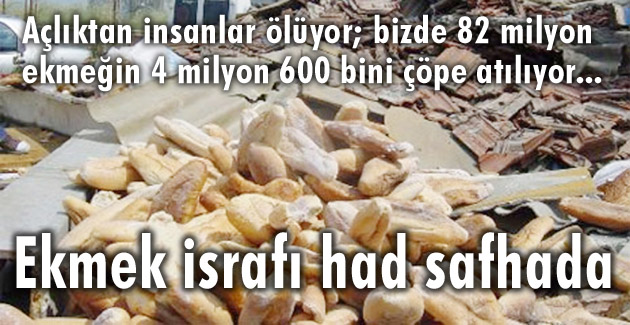 Açlıktan insanlar ölüyor; bizde 82 milyon
ekmeğin 4 milyon 600 bini çöpe atılıyor...
Ekmek israfı had safhada